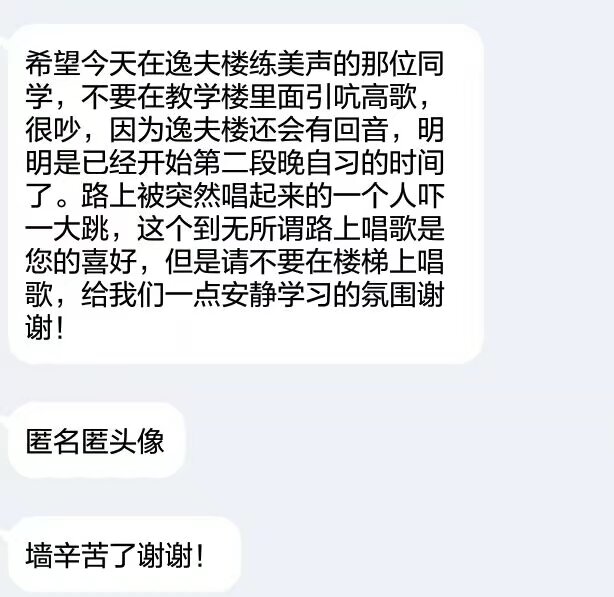 希望今天在逸夫楼练美声的那位同
学，不要在教学楼里面引吭高歌，
很吵，因为逸夫楼还会有回音，明
明是已经开始第二段晚自习的时间
了。路上被突然唱起来的一个人吓
一大跳，这个到无所谓路上唱歌是
您的喜好，但是请不要在楼梯上唱
歌，给我们一点安静学习的氛围谢
谢！
匿名匿头像
墙辛苦了谢谢！